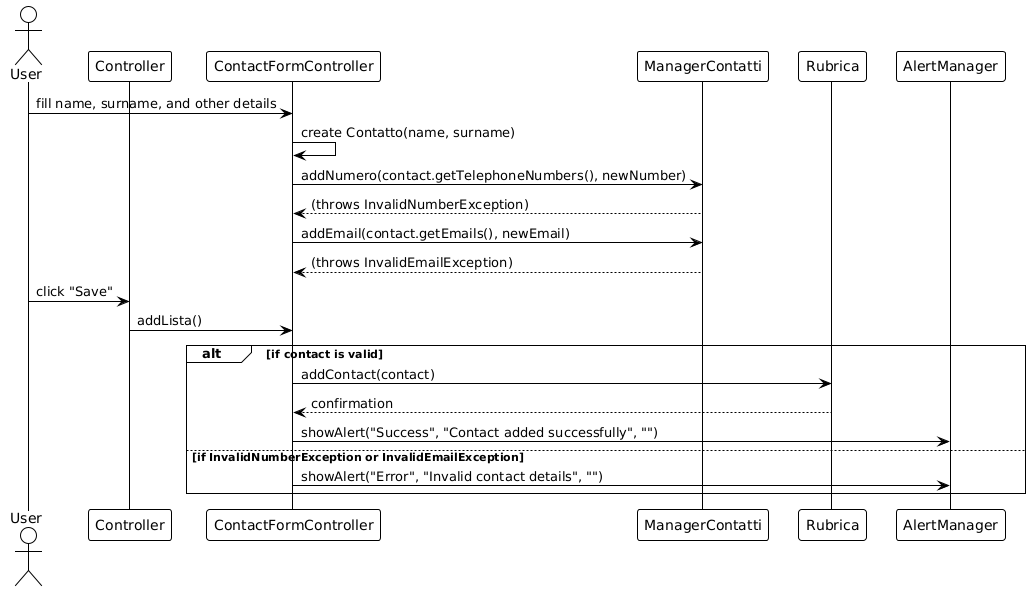 User
Controller
ContactFormController
ManagerContatti
Rubrica
AlertManager
fill name, surname, and other details
create Contatto(name, surname)
addNumero(contact.getTelephoneNumbers(), newNumber)
(throws InvalidNumberException)
addEmail(contact.getEmails(), newEmail)
(throws InvalidEmailException)
click "Save"
addLista()
alt
[if contact is valid]
addContact(contact)
confirmation
showAlert("Success", "Contact added successfully", "")
[if InvalidNumberException or InvalidEmailException]
showAlert("Error", "Invalid contact details", "")
User
Controller
ContactFormController
ManagerContatti
Rubrica
AlertManager